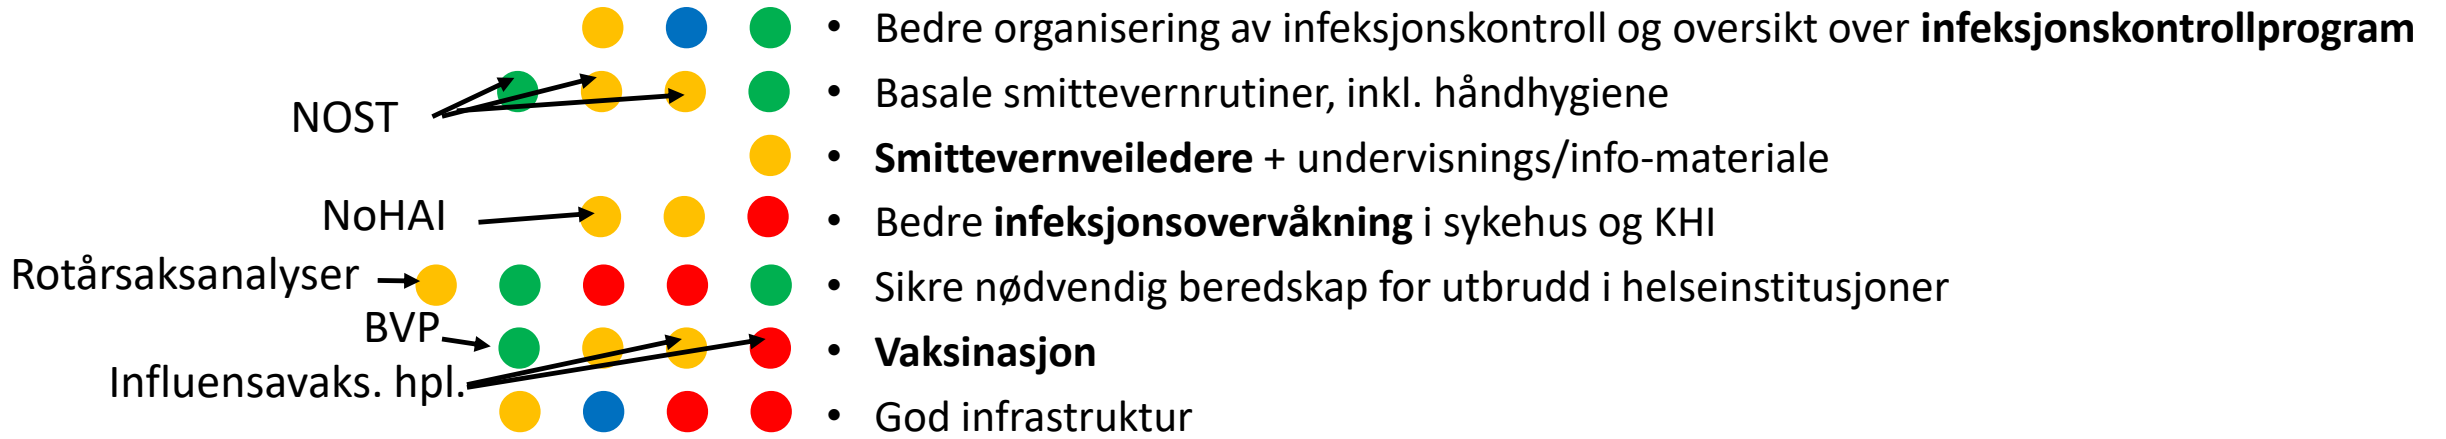 • Bedre organisering av infeksjonskontroll og oversikt over infeksjonskontrollprogram
NOST
• Basale smittevernrutiner, inkl. håndhygiene
• Smittevernveiledere + undervisnings/info-materiale
NoHAI
• Bedre infeksjonsovervåkning i sykehus og KHI
Rotårsaksanalyser
• Sikre nødvendig beredskap for utbrudd i helseinstitusjoner
BVP
• Vaksinasjon
Influensavaks. hpl.
• God infrastruktur